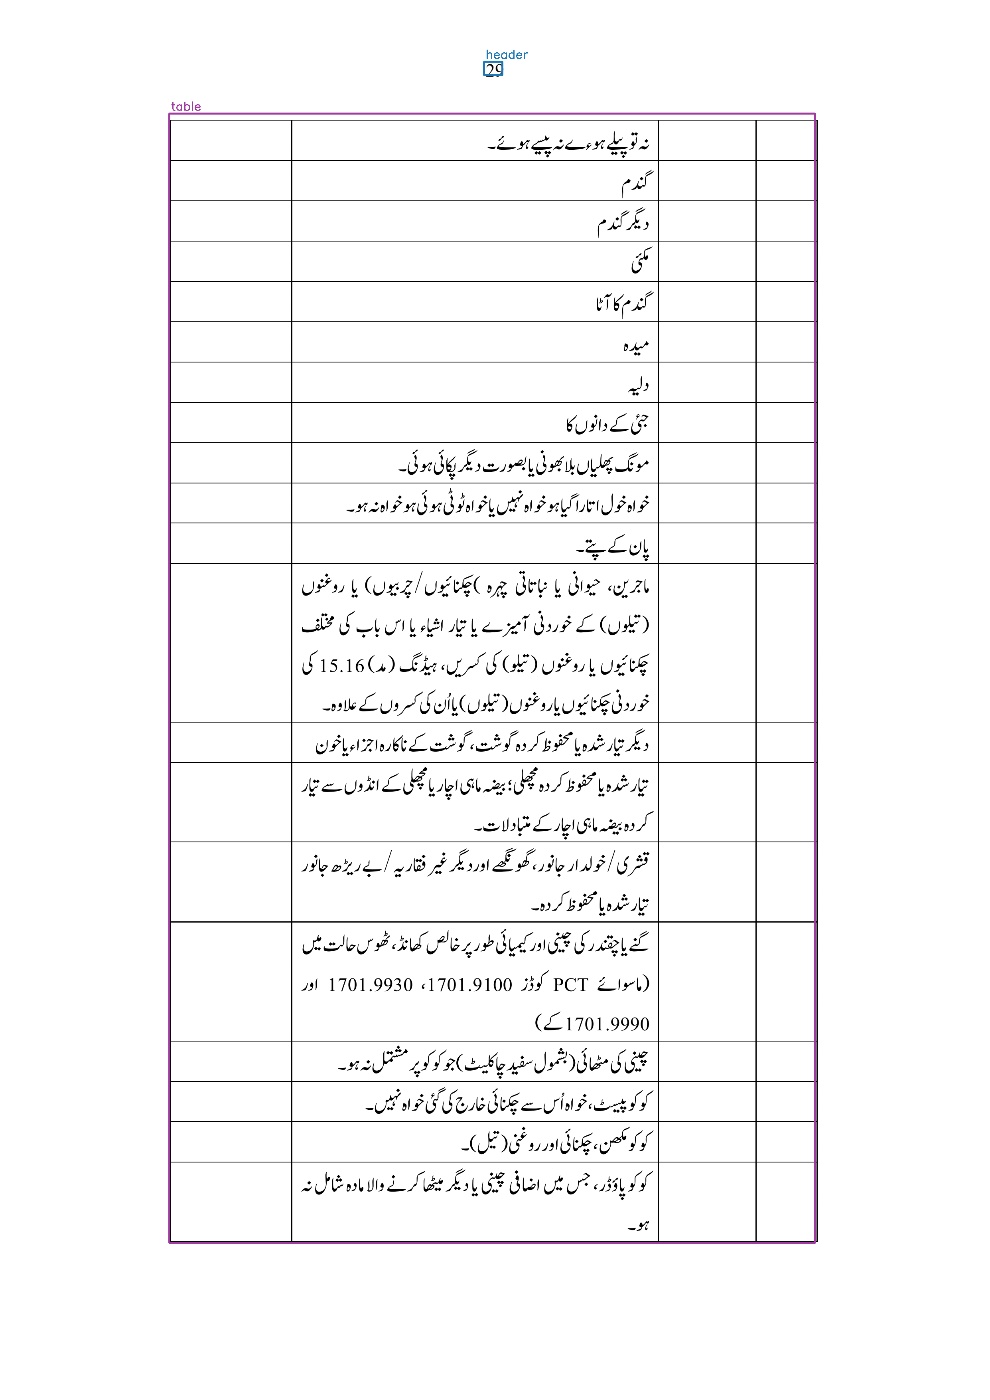 header
29
table
نہ تو پیلے ہوءے نہ پیسے ہوئے۔
گندم
دیگر گندم
مکئی
گندم کا آٹا
میدہ
دلیہ
جئی کے دانوں کا
مونگ پھلیاں بلا بھونی یا بصورت دیگر پکائی ہوئی۔
خواہ خول اتارا گیا ہو خواہ نہیں یا خواہ ٹوٹی ہوئی ہو خواہ نہ ہو۔
پان کے پتے۔
ماجرین، حیوانی یا نباتاتی چہرہ )چکنائیوں/چربیوں) یا روغنوں
(تیلوں) کے خوردنی آمیزے یا تیار اشیاء یا اس باب کی مختلف
چکنائیوں یا روغنوں (تیلو) کی کسریں، ہیڈنگ (مد) 15.16 کی
خوردنی چکنائیوں یا روغنوں (تیلوں) یا اُن کی کسروں کے علاوہ۔
دیگر تیار شدہ یا محفوظ کردہ گوشت، گوشت کے ناکارہ اجزاء یا خون
تیار شدہ یا محفوظ کردہ مچھلی؛ بیضہ ماہی اچار یا مچھلی کے انڈوں سے تیار
کردہ بیضہ ماہی اچار کے متبادلات۔
قشری/خولدار جانور، گھونگھے اور دیگر غیر فقاریہ /بے ریڑھ جانور
تیار شدہ یا محفوظ کردہ۔
گنے یا چقندر کی چینی اور کیمیائی طور پر خالص کھانڈ، ٹھوس حالت میں
(ماسوائے PCT کوڈز 1701.9100، 1701.9930 اور
1701.9990 کے)
چینی کی مٹھائی (بشمول سفید چاکلیٹ) جو کوکو پر مشتمل نہ ہو۔
کوکو پیسٹ، خواہ اُس سے چکنائی خارج کی گئی خواہ نہیں۔
کوکو مکھن، چکنائی اور روغنی (تیل)۔
کوکو پاؤڈر، جس میں اضافی چینی یا دیگر میٹھا کرنے والا مادہ شامل نہ
ہو۔